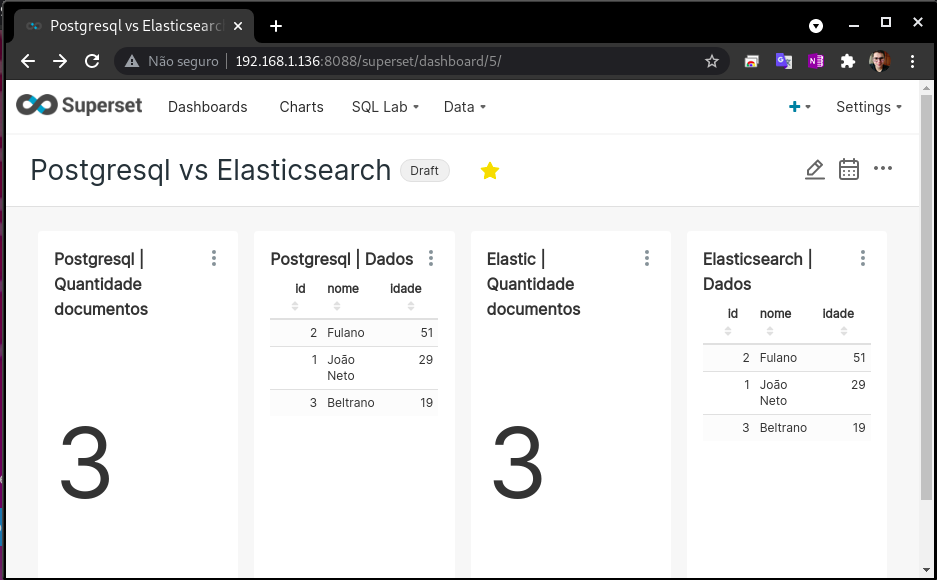 Postgresql vs Elasticsearc
Não seguro
192.168.1.136:8088/superset/dashboard/5/
Superset
Dashboards
Charts
SQL Lab
Data
+
Settings
Postgresql vs Elasticsearch
Draft
Postgresql |
Quantidade
documentos
3
Postgresql | Dados
id nome idade
2 Fulano 51
1 João 29
Neto
3 Beltrano 19
Elastic |
Quantidade
documentos
3
Elasticsearch |
Dados
id nome idade
2 Fulano 51
1 João 29
Neto
3 Beltrano 19